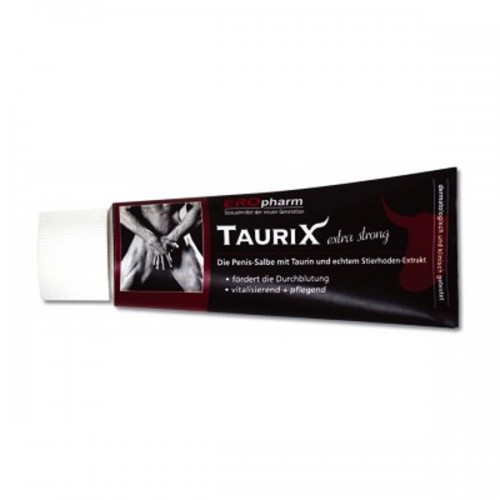 EROpharm
Sexualmittel der neuen Generation
TAURIX extra strong
Die Penis-Salbe mit Taurin und echtem Stierhoden-Extrakt
• fördert die Durchblutung
• vitalisierend + pflegend
dermatologisch und klinisch getestet